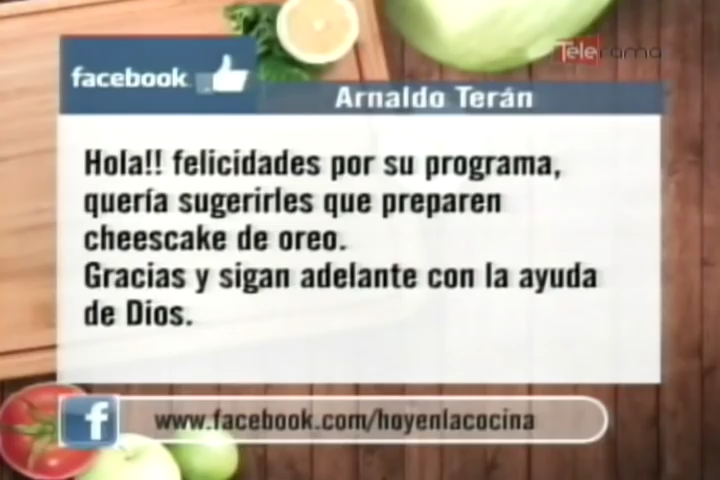 Telerama
facebook
Arnaldo Terán
Hola!! felicidades por su programa,
quería sugerirles que preparen
cheescake de oreo.
Gracias y sigan adelante con la ayuda
de Dios.
f
www.facebook.com/hoyenlacocina